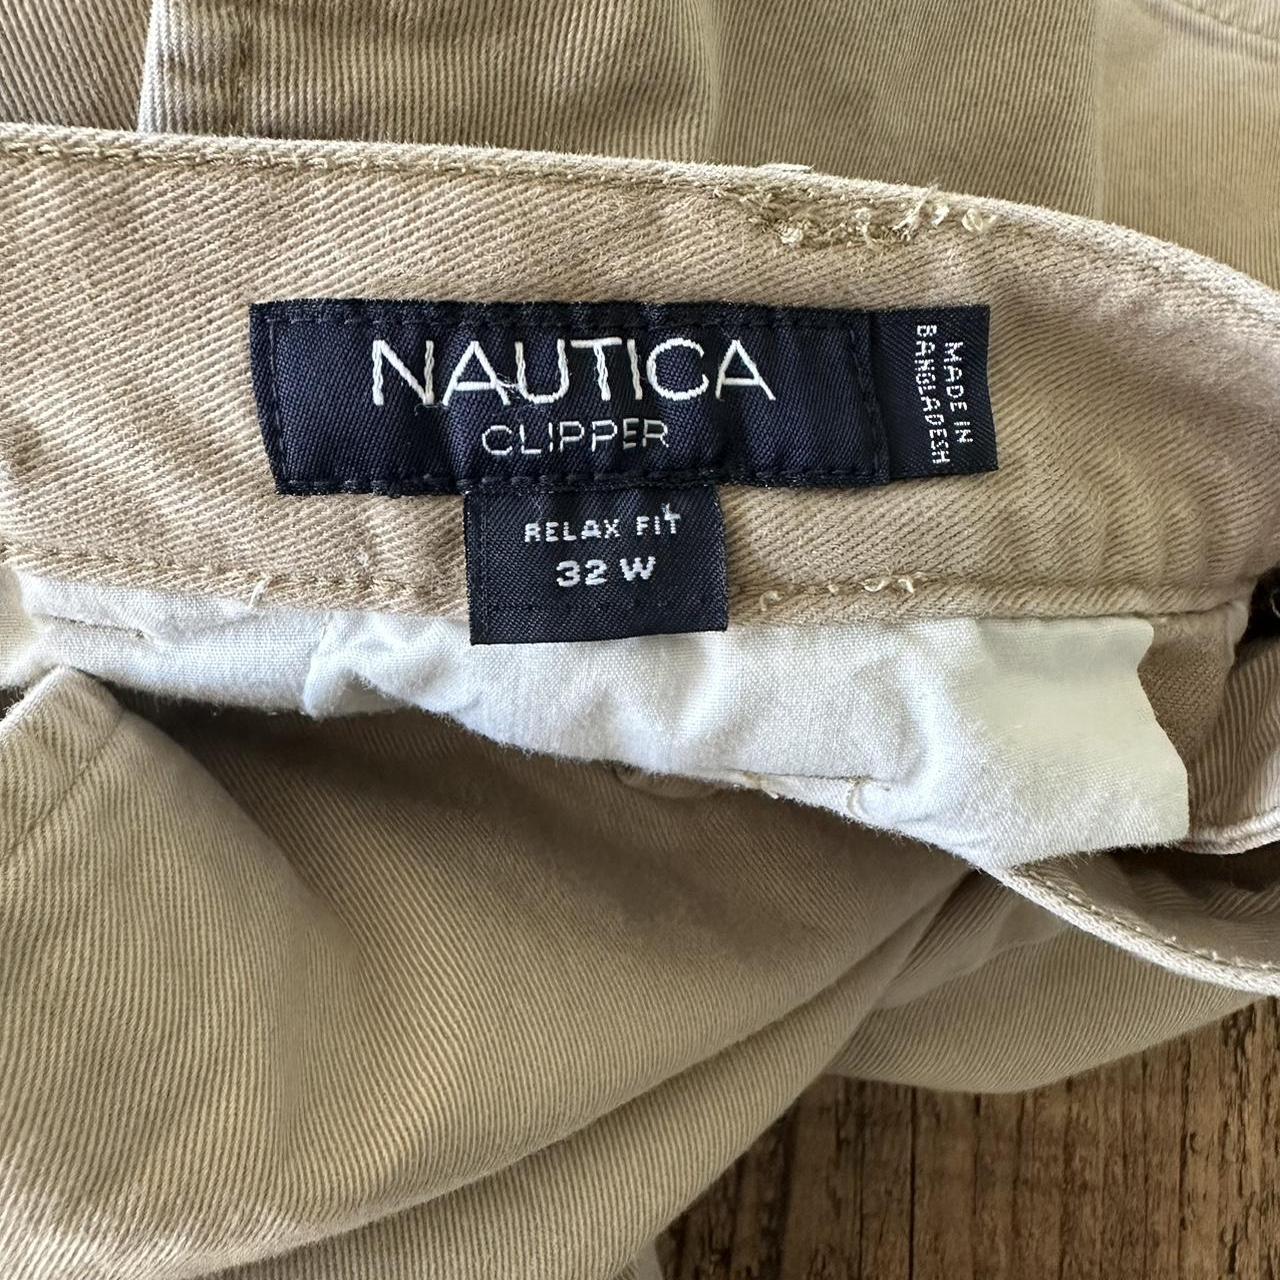 NAUTICA
CLIPPER
RELAX FIT
32 W
MADE IN
BANGLADESH